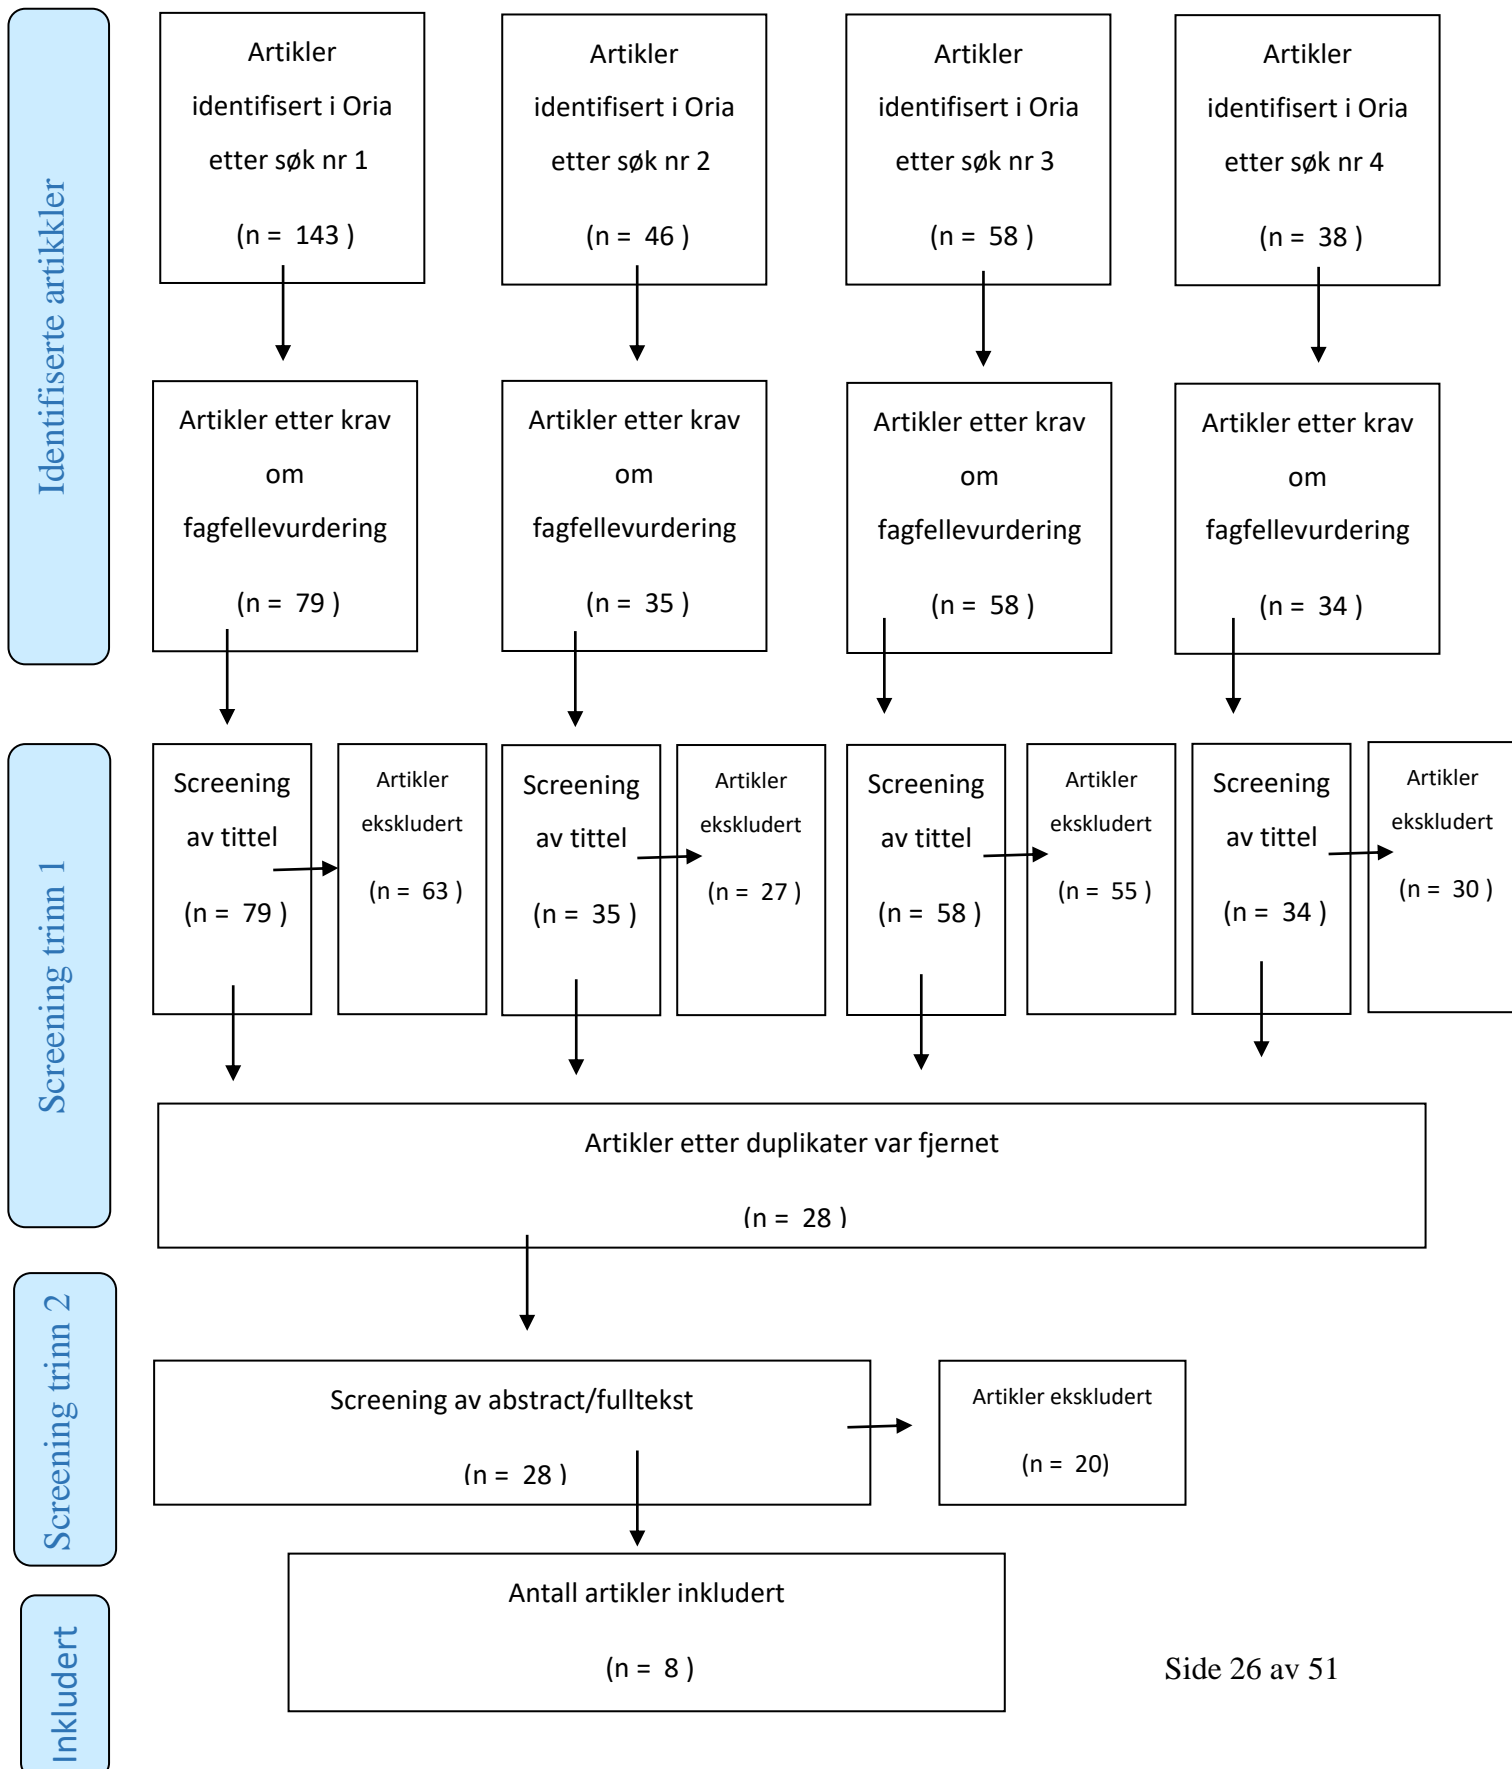 Identifiserte artikkler
Artikler
identifisert i Oria
etter søk nr 1
(n = 143 )
Artikler
identifisert i Oria
etter søk nr 2
(n = 46 )
Artikler
identifisert i Oria
etter søk nr 3
(n = 58 )
Artikler
identifisert i Oria
etter søk nr 4
(n = 38 )
Artikler etter krav
om
fagfellevurdering
(n = 79 )
Artikler etter krav
om
fagfellevurdering
(n = 35 )
Artikler etter krav
om
fagfellevurdering
(n = 58 )
Artikler etter krav
om
fagfellevurdering
(n = 34 )
Screening trinn 1
Screening
av tittel
(n = 79 )
Artikler
ekskludert
(n = 63 )
Screening
av tittel
(n = 35 )
Artikler
ekskludert
(n = 27 )
Screening
av tittel
(n = 58 )
Artikler
ekskludert
(n = 55 )
Screening
av tittel
(n = 34 )
Artikler
ekskludert
(n = 30 )
Artikler etter duplikater var fjernet
(n = 28 )
Screening trinn 2
Screening av abstract/fulltekst
(n = 28 )
Artikler ekskludert
(n = 20)
Inkludert
Antall artikler inkludert
(n = 8 )
Side 26 av 51